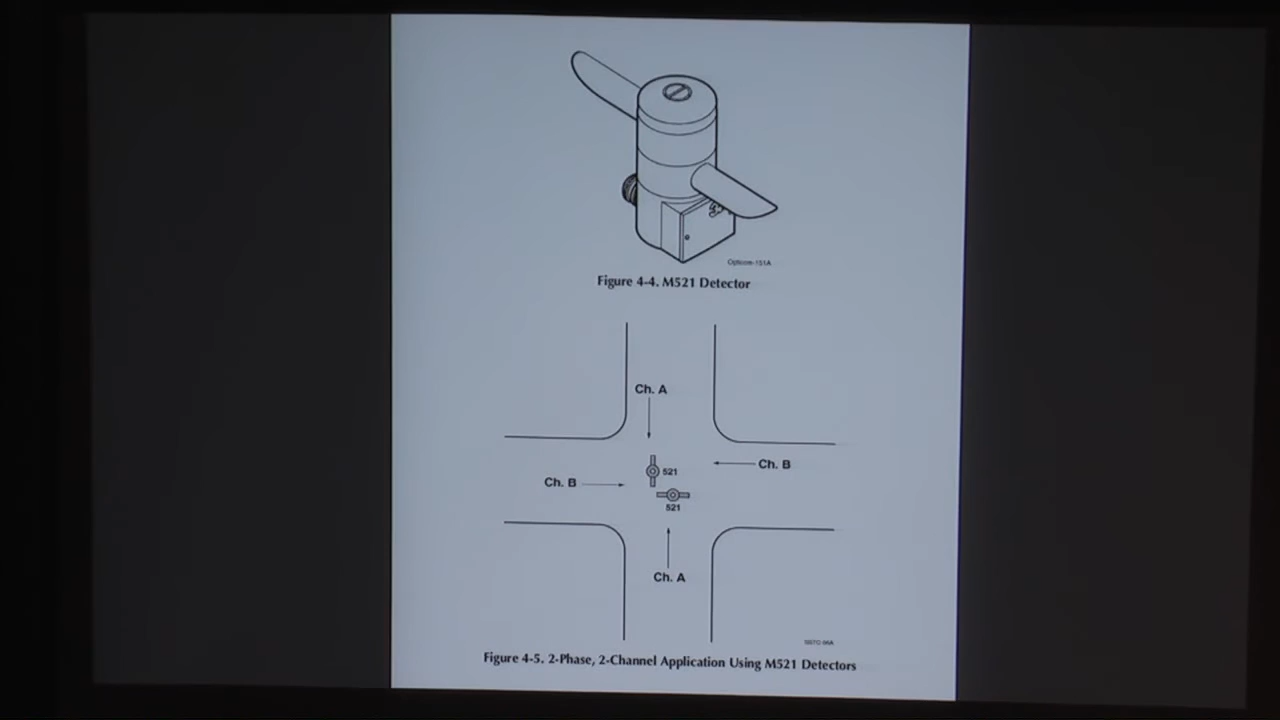 Opticom-151A
Figure 4-4. M521 Detector
Ch. A
Ch. B
521
Ch. B
521
Ch. A
Figure 4-5. 2-Phase, 2-Channel Application Using M521 Detectors